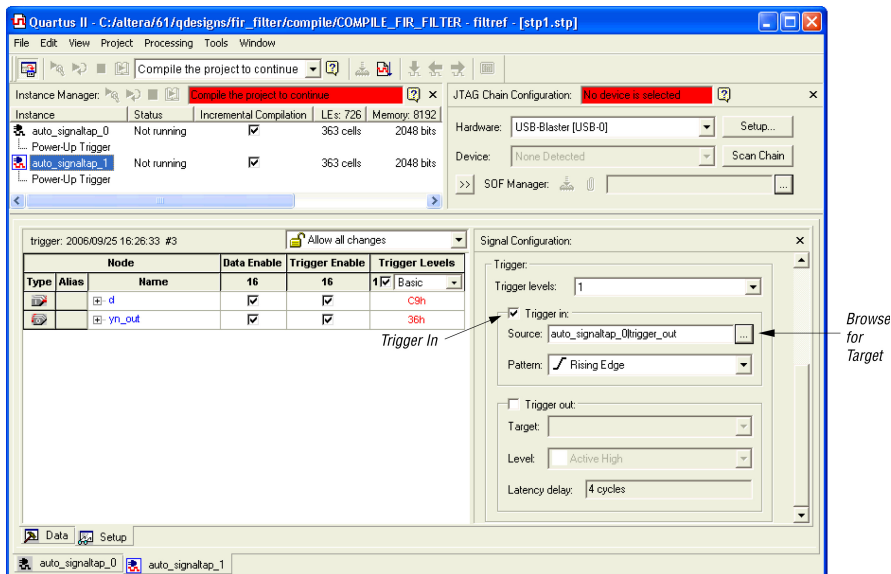 Quartus II - C:/altera/61/qdesigns/fir_filter/compile/COMPILE_FIR_FILTER - filtref - [stp1.stp]
File Edit View Project Processing Tools Window
Compile the project to continue
Instance Manager: Compile the project to continue
JTAG Chain Configuration: No device is selected
Instance Status Incremental Compilation LEs: 726 Memory: 8192
auto_signaltap_0 Not running 363 cells 2048 bits
Power-Up Trigger
auto_signaltap_1 Not running 363 cells 2048 bits
Power-Up Trigger
Hardware: USB-Blaster [USB-0] Setup...
Device: None Detected Scan Chain
>> SOF Manager: ...
trigger: 2006/09/25 16:26:33 #3 Allow all changes
Node Data Enable Trigger Enable Trigger Levels
Type Alias Name 16 16 1 Basic
d C9h
yn_out 36h
Trigger In
Signal Configuration:
Trigger:
Trigger levels: 1
Trigger in:
Source: auto_signaltap_0|trigger_out ...
Pattern: Rising Edge
Trigger out:
Target:
Level: Active High
Latency delay: 4 cycles
Browse
for
Target
Data Setup
auto_signaltap_0 auto_signaltap_1